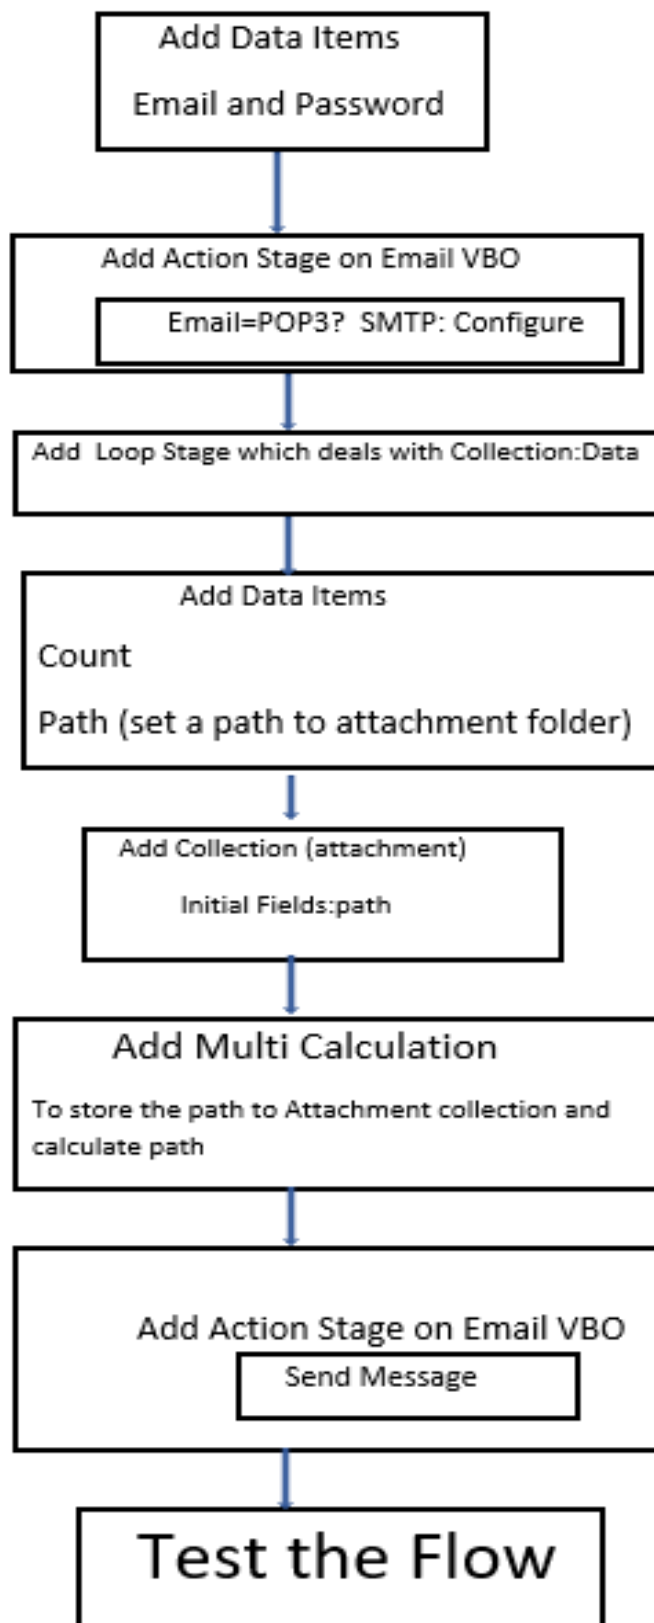 Add Data Items
Email and Password
Add Action Stage on Email VBO
Email=POP3? SMTP: Configure
Add Loop Stage which deals with Collection:Data
Add Data Items
Count
Path (set a path to attachment folder)
Add Collection (attachment)
Initial Fields:path
Add Multi Calculation
To store the path to Attachment collection and
calculate path
Add Action Stage on Email VBO
Send Message
Test the Flow